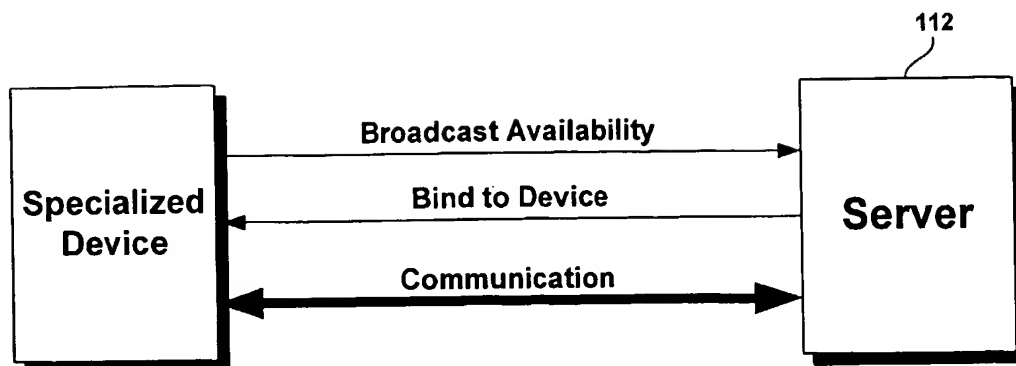 112
Broadcast Availability
Specialized
Device
Bind to Device
Server
Communication